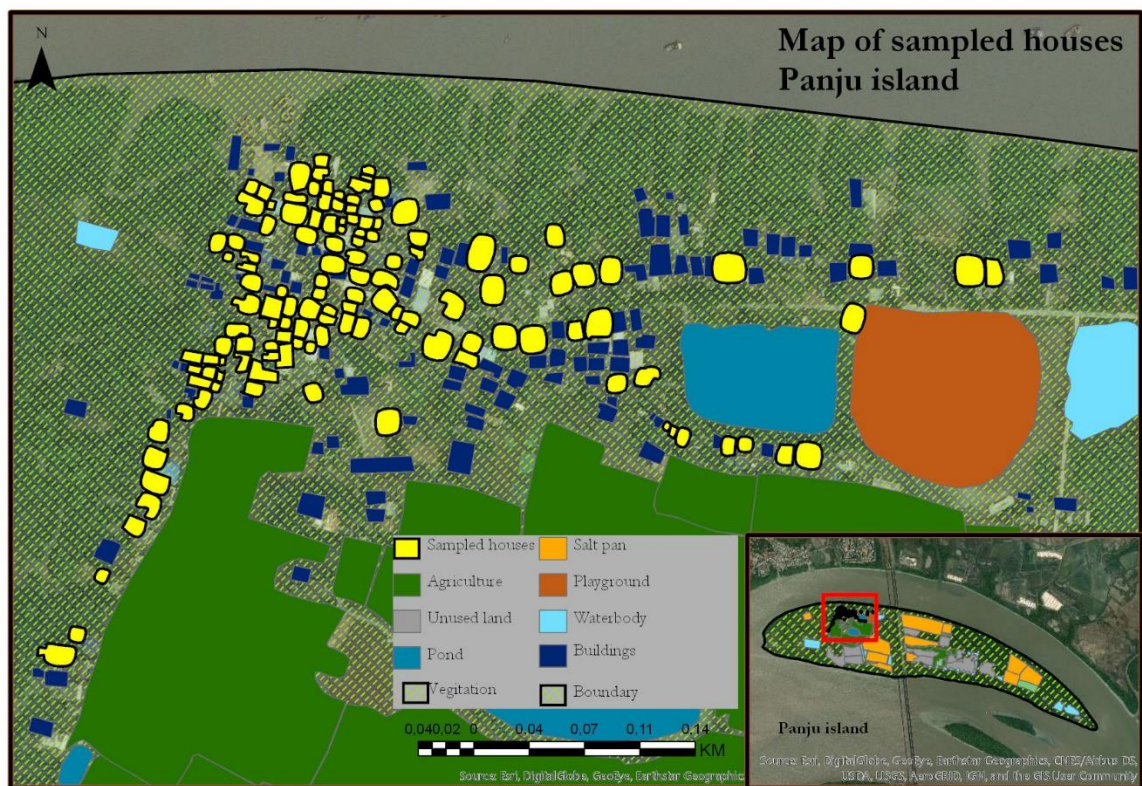 N
Map of sampled houses
Panju island
Sampled houses
Salt pan
Agriculture
Playground
Unused land
Waterbody
Pond
Buildings
Vegitation
Boundary
0,040,02 0 0,04 0,07 0,11 0,14
KM
Source: Esri, DigitalGlobe, GeoEye, Earthstar Geographic
Panju island
Source: Esri, DigitalGlobe, GeoEye, Earthstar Geographics, CNES/Airbus DS,
USDA, USGS, AeroGRID, IGN, and the GIS User Community